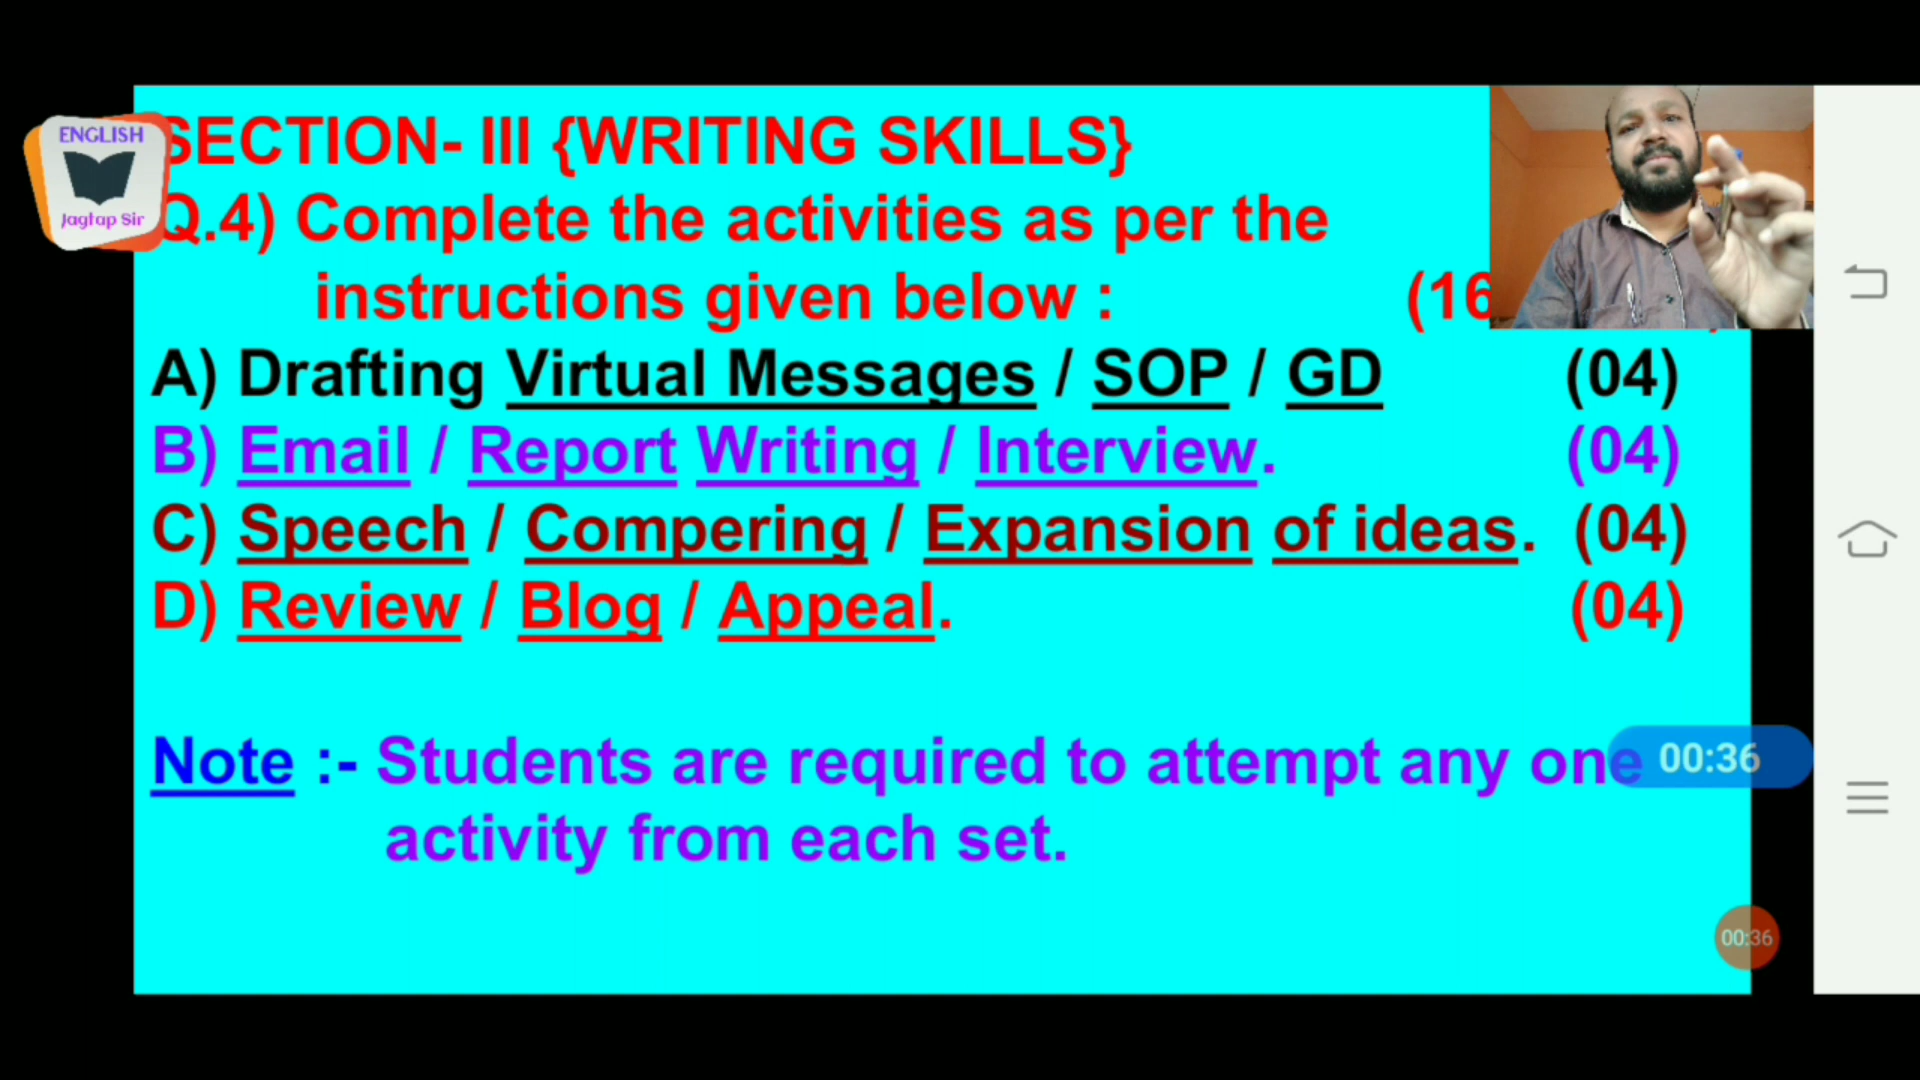 ENGLISH
Jagtap Sir
SECTION- III {WRITING SKILLS}
Q.4) Complete the activities as per the
instructions given below : (16
A) Drafting Virtual Messages / SOP / GD (04)
B) Email / Report Writing / Interview. (04)
C) Speech / Compering / Expansion of ideas. (04)
D) Review / Blog / Appeal. (04)
Note :- Students are required to attempt any one
00:36
activity from each set.
00:36